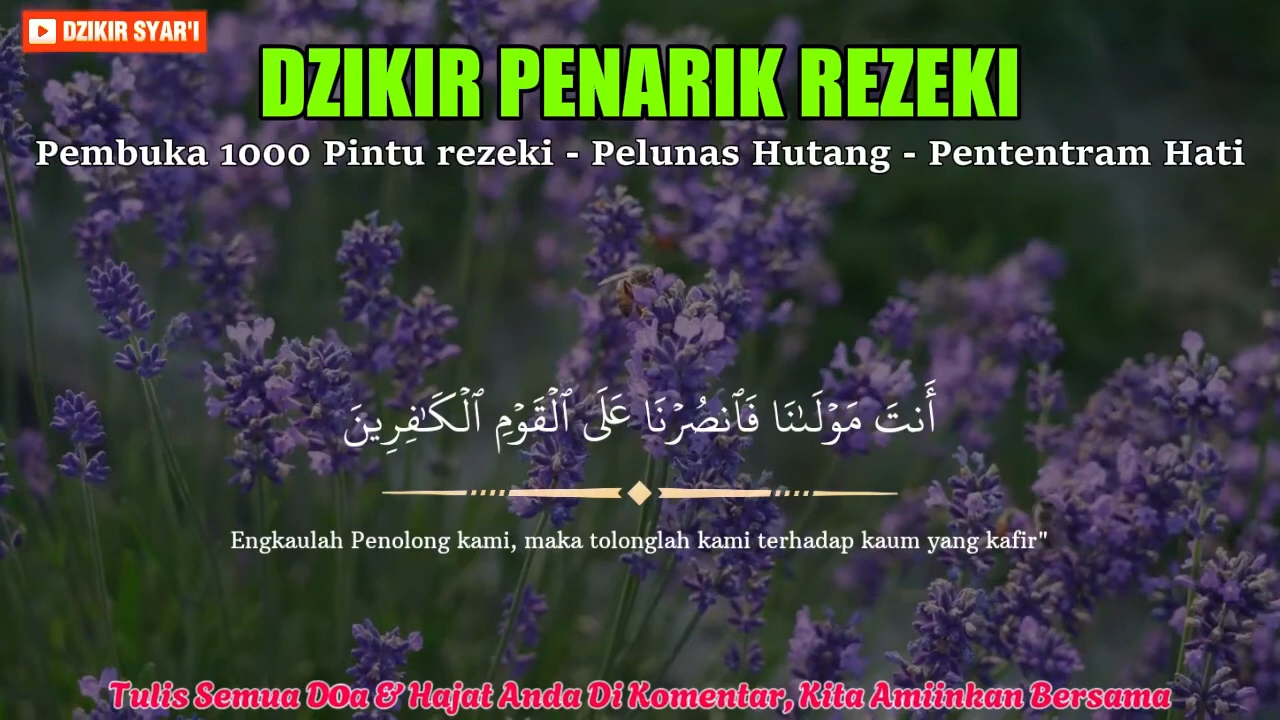 DZIKIR SYAR'I
DZIKIR PENARIK REZEKI
Pembuka 1000 Pintu rezeki - Pelunas Hutang - Pententram Hati
أَنتَ مَوْلَىٰنَا فَٱنصُرْنَا عَلَى ٱلْقَوْمِ ٱلْكَـٰفِرِينَ
Engkaulah Penolong kami, maka tolonglah kami terhadap kaum yang kafir"
Tulis Semua DOa & Hajat Anda Di Komentar, Kita Amiinkan Bersama